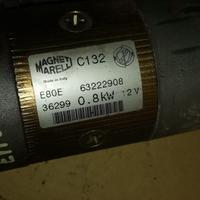 MAGNETI MARELLI C132
Made in Italy
E80E 63222908
36299 0.8kW 12V